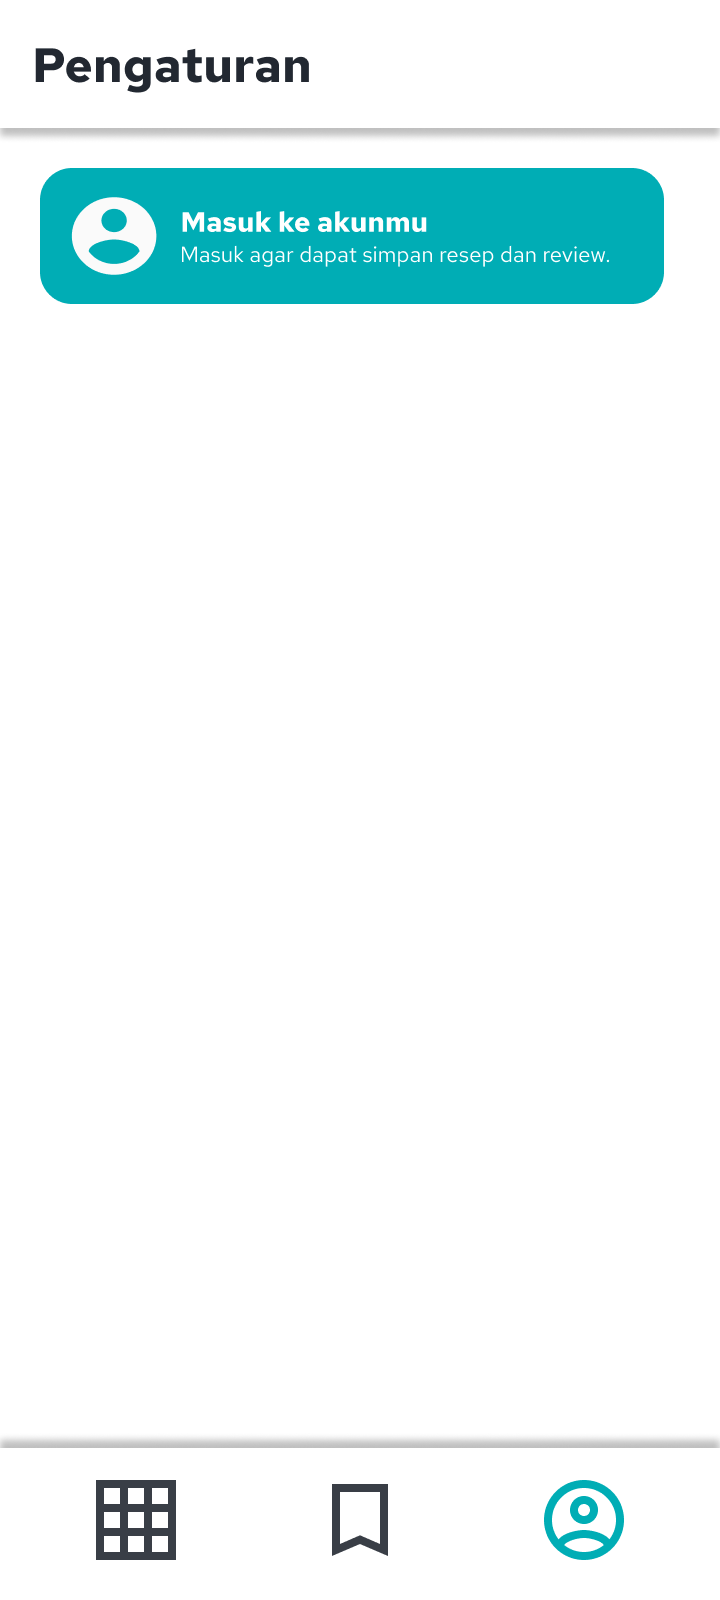 Pengaturan
Masuk ke akunmu
Masuk agar dapat simpan resep dan review.